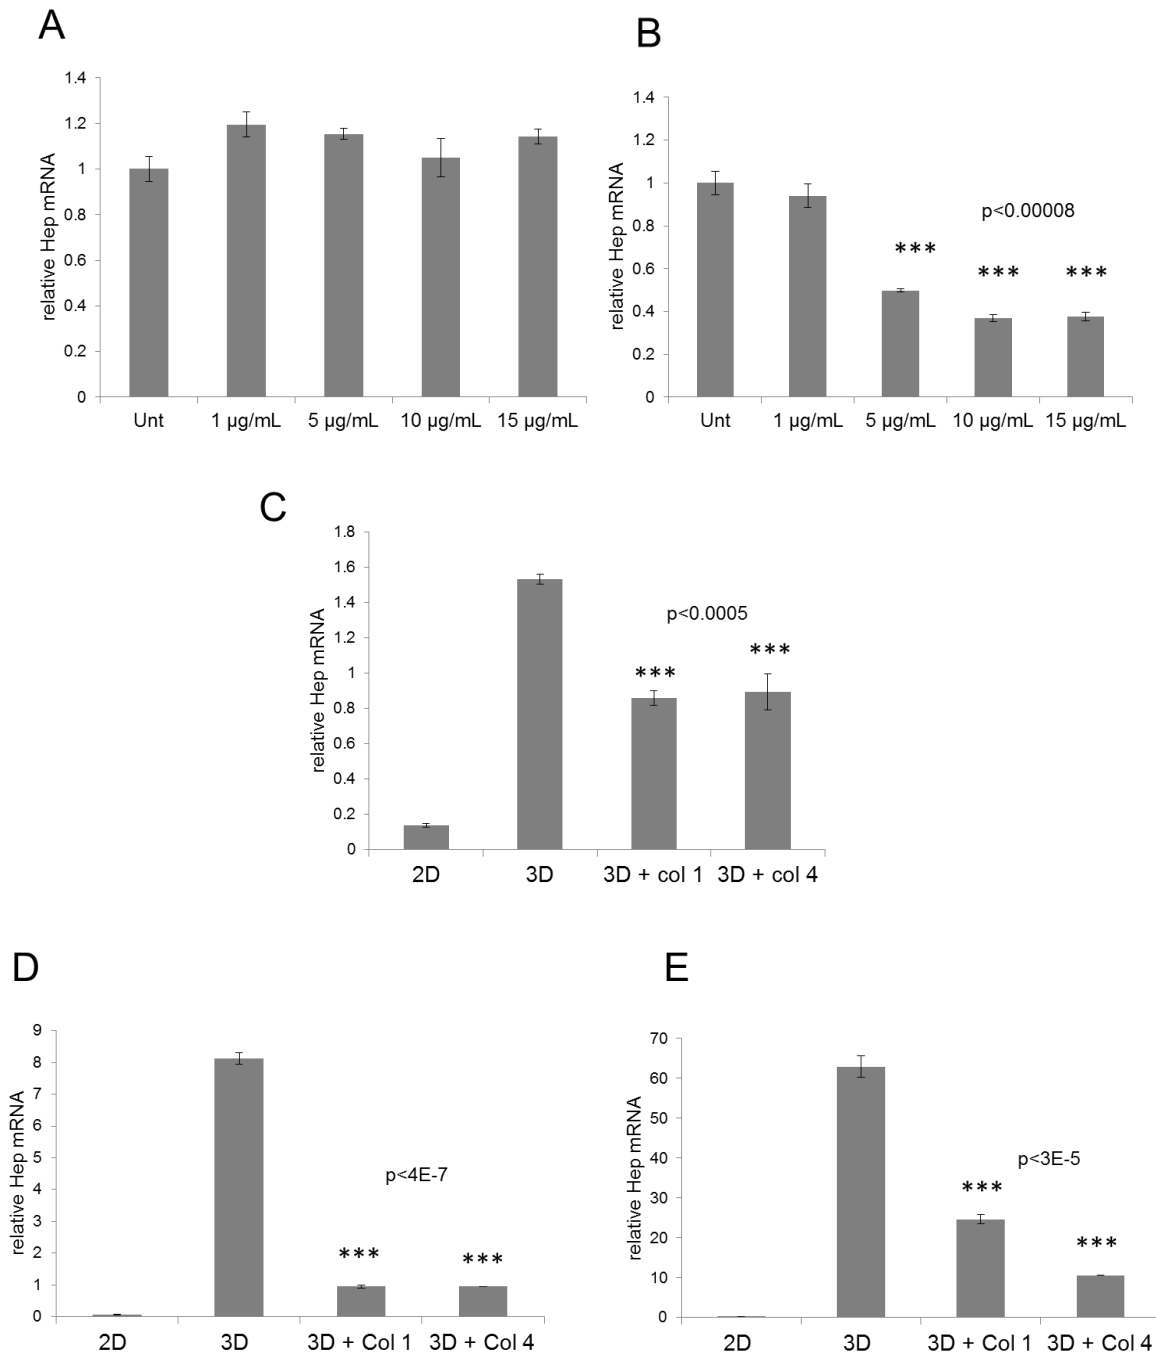 A
relative Hep mRNA
1.4
1.2
1
0.8
0.6
0.4
0.2
0
Unt 1 µg/mL 5 µg/mL 10 µg/mL 15 µg/mL
B
relative Hep mRNA
1.4
1.2
1
0.8
0.6
0.4
0.2
0
p<0.00008
*** *** ***
Unt 1 µg/mL 5 µg/mL 10 µg/mL 15 µg/mL
C
relative Hep mRNA
1.8
1.6
1.4
1.2
1
0.8
0.6
0.4
0.2
0
p<0.0005
*** ***
2D 3D 3D + col 1 3D + col 4
D
relative Hep mRNA
9
8
7
6
5
4
3
2
1
0
p<4E-7
*** ***
2D 3D 3D + Col 1 3D + Col 4
E
relative Hep mRNA
70
60
50
40
30
20
10
0
p<3E-5
*** ***
2D 3D 3D + Col 1 3D + Col 4